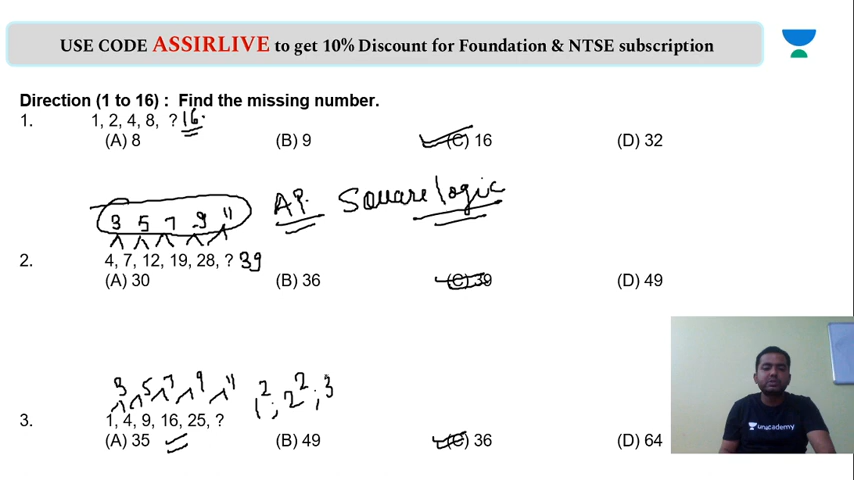 USE CODE ASSIRLIVE to get 10% Discount for Foundation & NTSE subscription
Direction (1 to 16) : Find the missing number.
1. 1, 2, 4, 8, ? 16.
(A) 8 (B) 9 (C) 16 (D) 32
AP. Square logic
3 5 7 9 11
2. 4, 7, 12, 19, 28, ? 39
(A) 30 (B) 36 (C) 39 (D) 49
3 5 7 9 11 1², 2², 3
3. 1, 4, 9, 16, 25, ?
(A) 35 (B) 49 (C) 36 (D) 64
unacademy